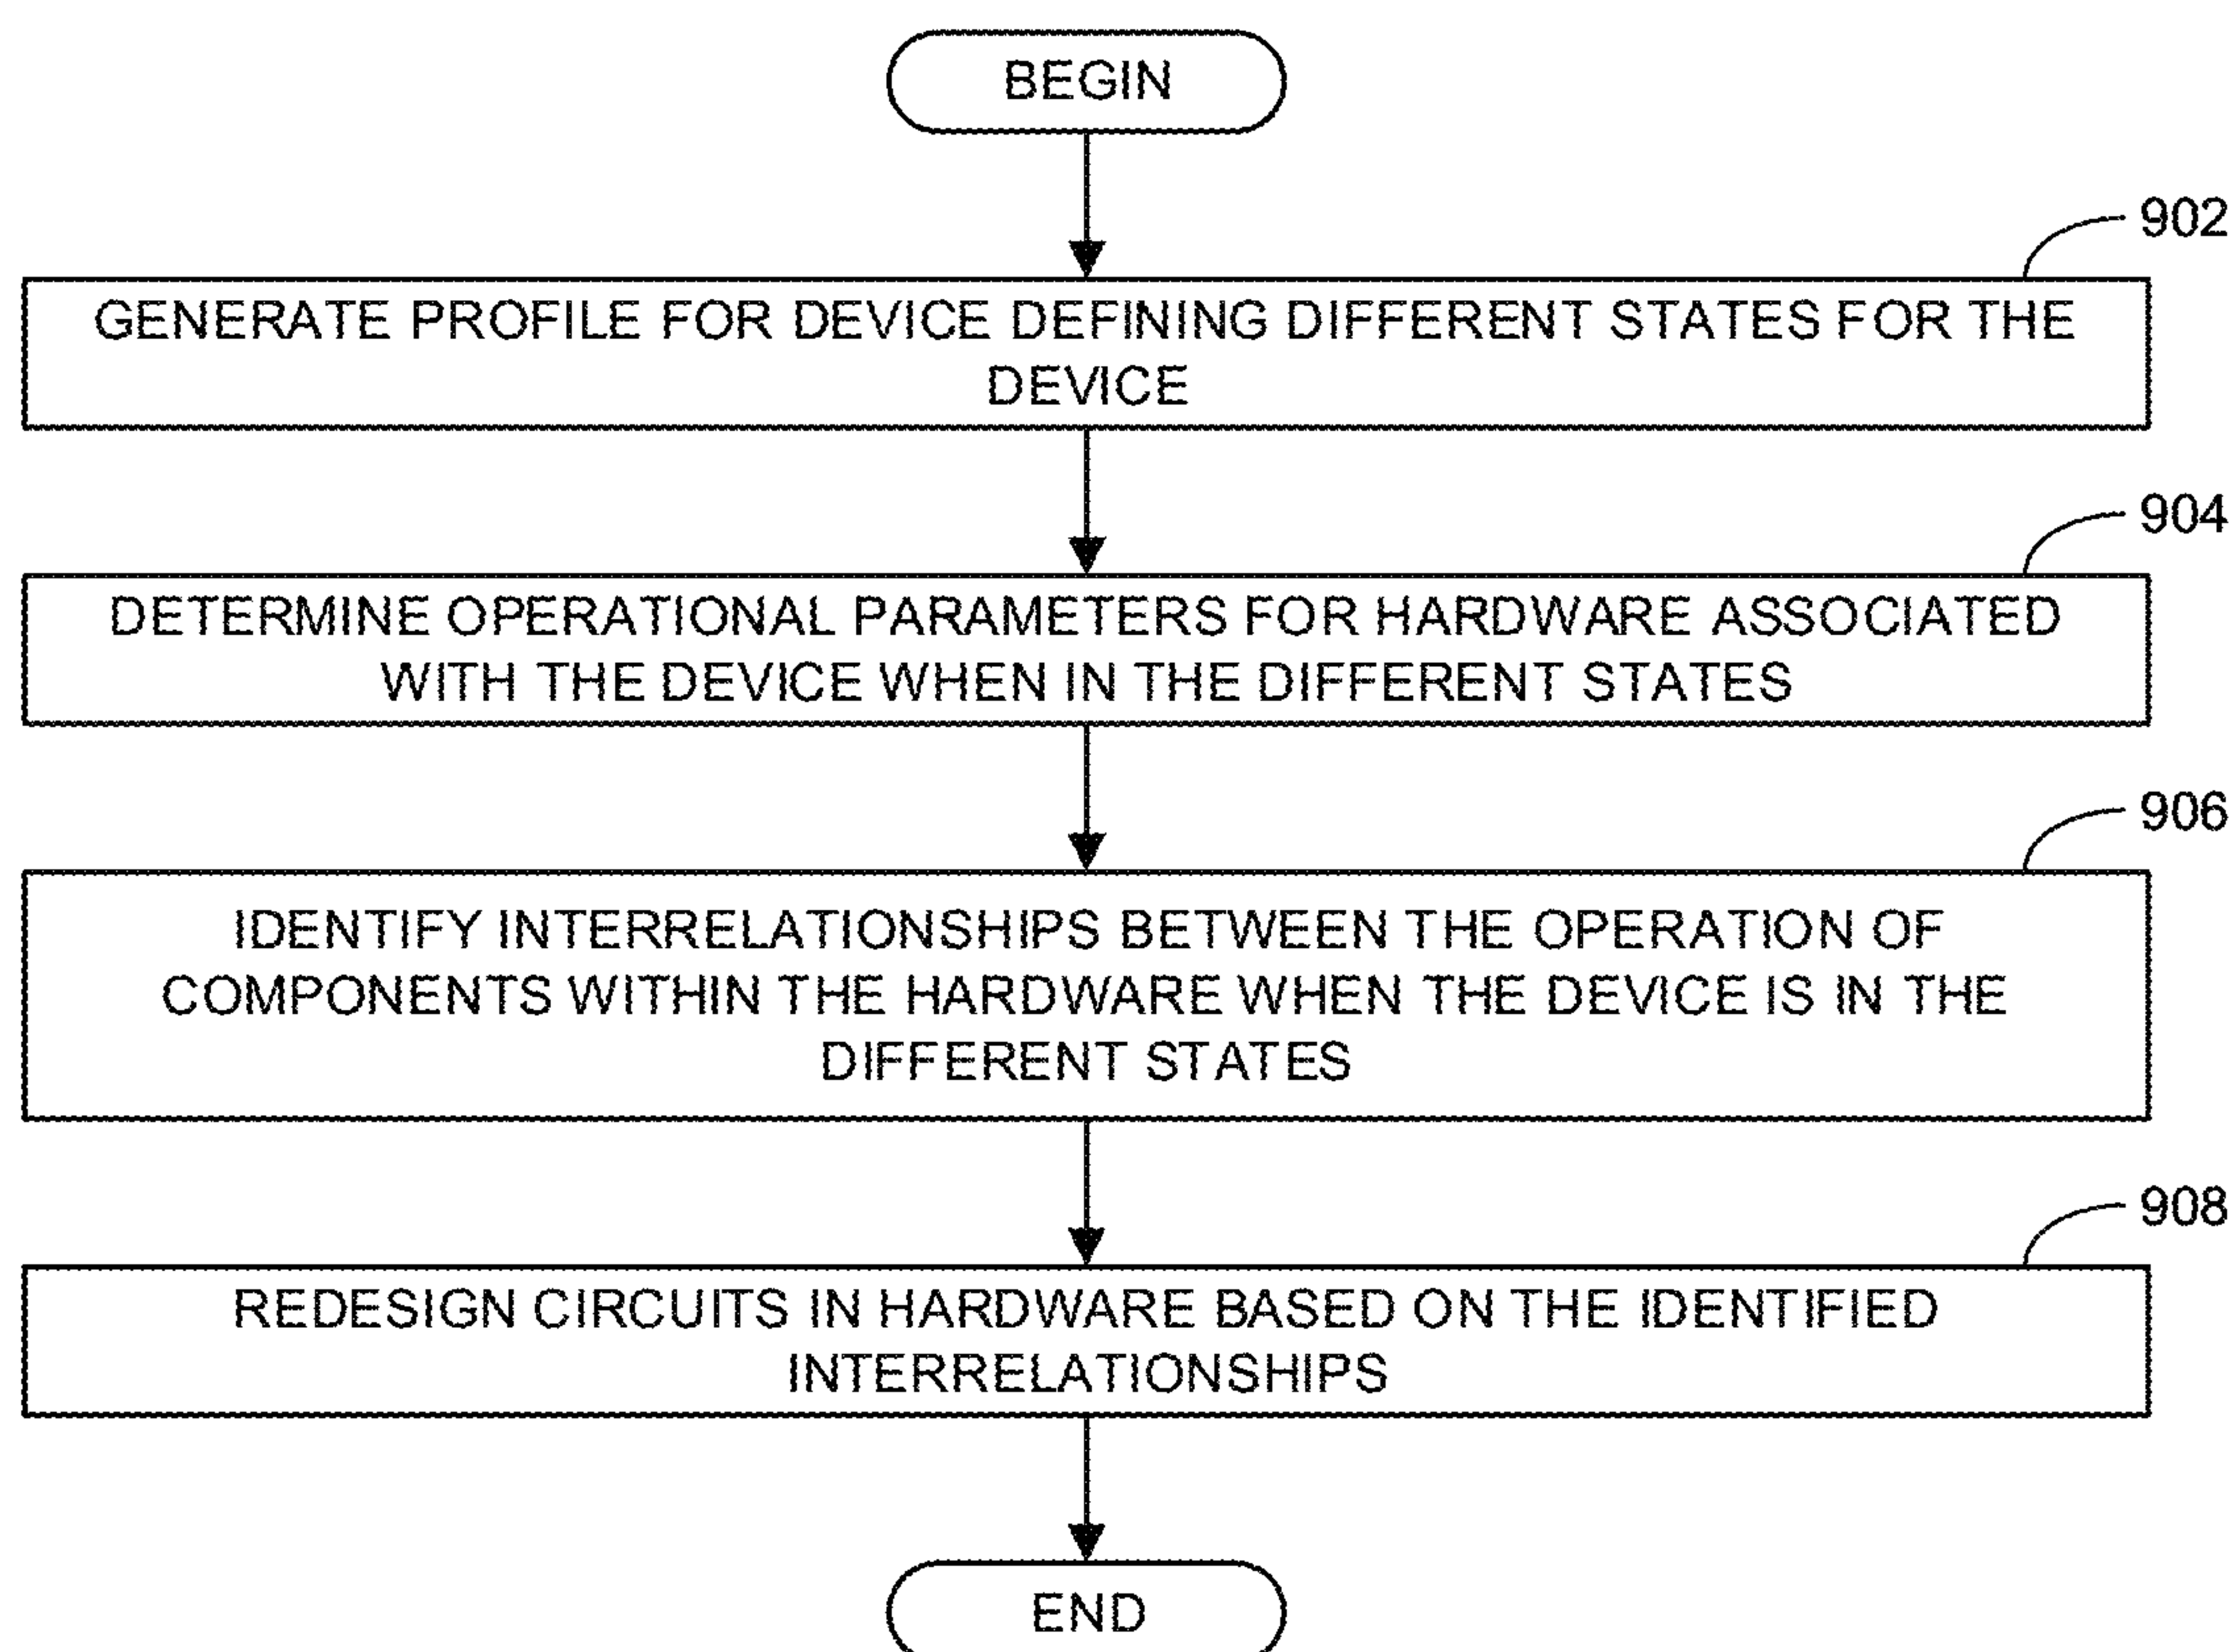 BEGIN
902
GENERATE PROFILE FOR DEVICE DEFINING DIFFERENT STATES FOR THE
DEVICE
904
DETERMINE OPERATIONAL PARAMETERS FOR HARDWARE ASSOCIATED
WITH THE DEVICE WHEN IN THE DIFFERENT STATES
906
IDENTIFY INTERRELATIONSHIPS BETWEEN THE OPERATION OF
COMPONENTS WITHIN THE HARDWARE WHEN THE DEVICE IS IN THE
DIFFERENT STATES
908
REDESIGN CIRCUITS IN HARDWARE BASED ON THE IDENTIFIED
INTERRELATIONSHIPS
END